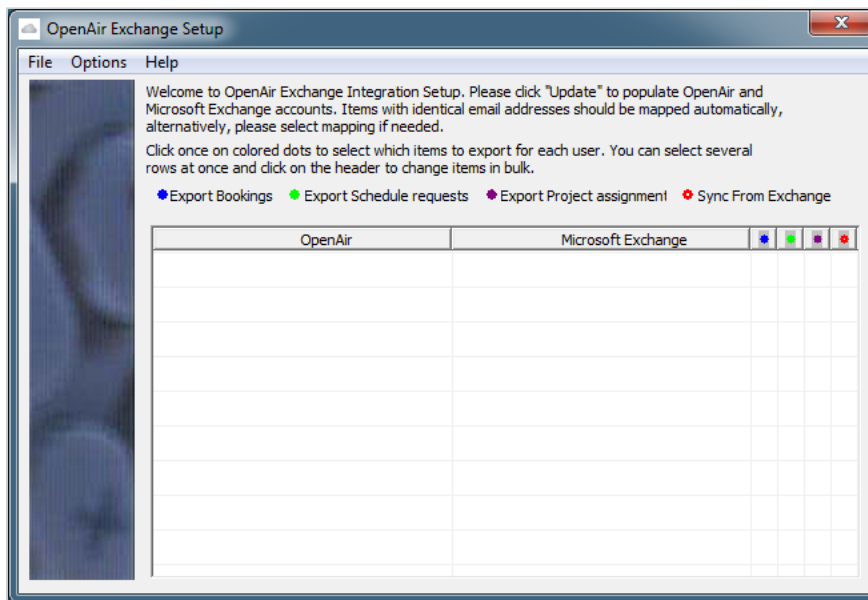 OpenAir Exchange Setup
File Options Help
Welcome to OpenAir Exchange Integration Setup. Please click "Update" to populate OpenAir and
Microsoft Exchange accounts. Items with identical email addresses should be mapped automatically,
alternatively, please select mapping if needed.
Click once on colored dots to select which items to export for each user. You can select several
rows at once and click on the header to change items in bulk.
Export Bookings Export Schedule requests Export Project assignment Sync From Exchange
OpenAir Microsoft Exchange